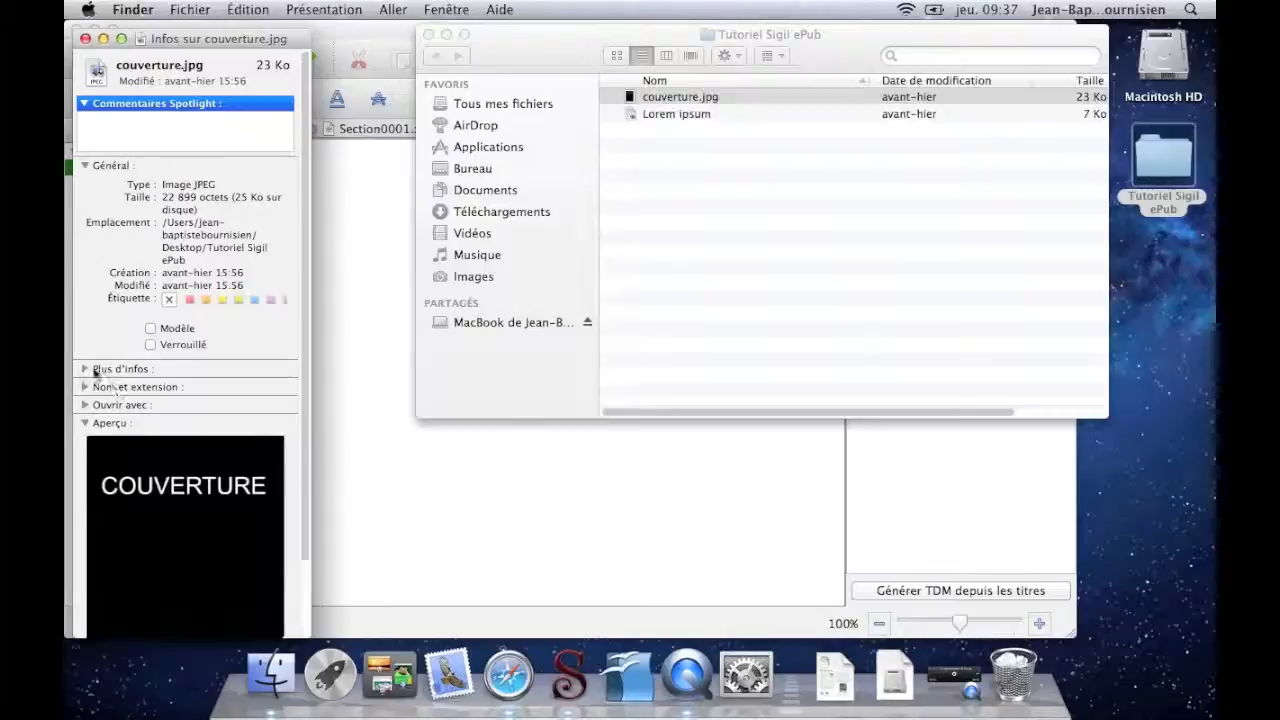 Finder Fichier Édition Présentation Aller Fenêtre Aide jeu. 09:37 Jean-Bap...ournisien
Infos sur couverture.jpg
couverture.jpg 23 Ko
Modifié : avant-hier 15:56
JPEG
Commentaires Spotlight :
Général :
Type : Image JPEG
Taille : 22 899 octets (25 Ko sur
disque)
Emplacement : /Users/jean-
baptistebournisien/
Desktop/Tutoriel Sigil
ePub
Création : avant-hier 15:56
Modifié : avant-hier 15:56
Étiquette :
Modèle
Verrouillé
Plus d'infos :
Nom et extension :
Ouvrir avec :
Aperçu :
COUVERTURE
Section0001.
Tutoriel Sigil ePub
FAVORIS
Tous mes fichiers
AirDrop
Applications
Bureau
Documents
Téléchargements
Vidéos
Musique
Images
PARTAGÉS
MacBook de Jean-B...
Nom Date de modification Taille
couverture.jpg avant-hier 23 Ko
Lorem ipsum avant-hier 7 Ko
Générer TDM depuis les titres
100%
Macintosh HD
Tutoriel Sigil
ePub